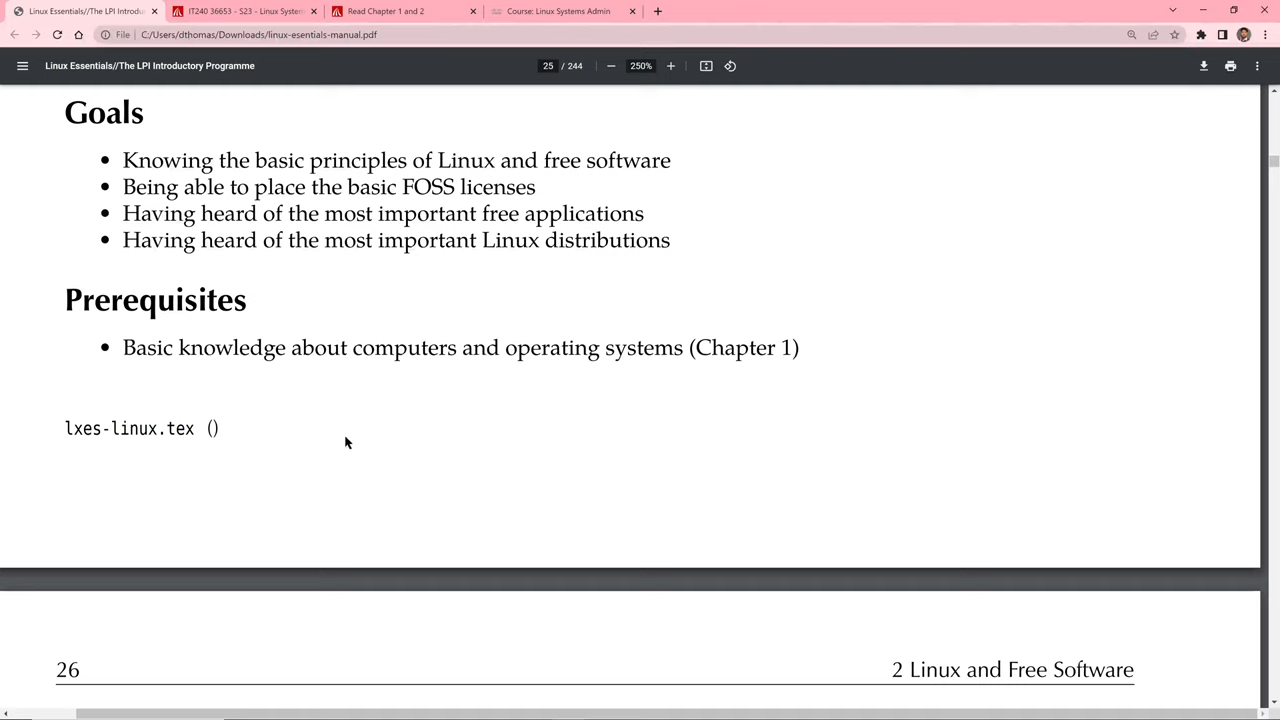 Linux Essentials//The LPI Introdu
IT240 36653 - S23 - Linux System
Read Chapter 1 and 2
Course: Linux Systems Admin
File
C:/Users/dthomas/Downloads/linux-esentials-manual.pdf
Linux Essentials//The LPI Introductory Programme
25 / 244
250%
Goals
• Knowing the basic principles of Linux and free software
• Being able to place the basic FOSS licenses
• Having heard of the most important free applications
• Having heard of the most important Linux distributions
Prerequisites
• Basic knowledge about computers and operating systems (Chapter 1)
lxes-linux.tex ()
26
2 Linux and Free Software